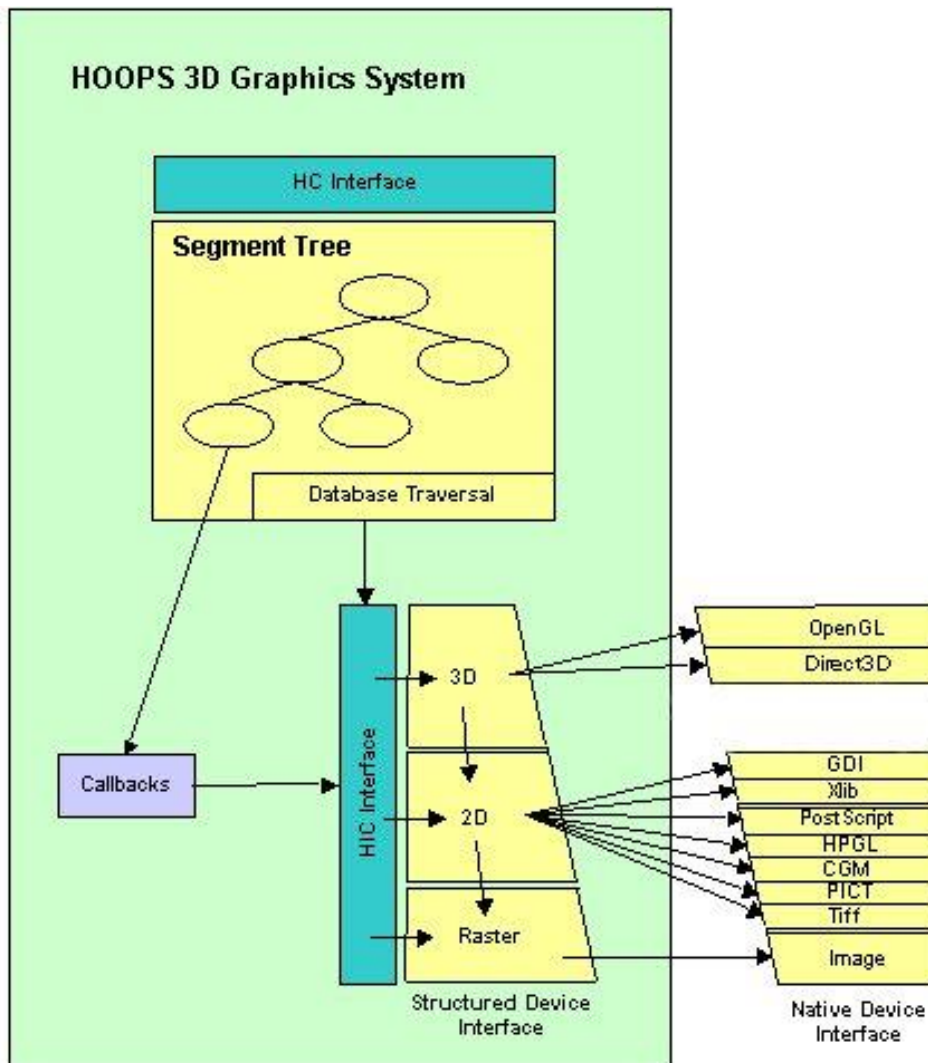 HOOPS 3D Graphics System
HC Interface
Segment Tree
Database Traversal
OpenGL
Direct3D
3D
Callbacks
HIC Interface
GDI
Xlib
2D
PostScript
HPGL
CGM
PICT
Tiff
Raster
Image
Structured Device
Interface
Native Device
Interface